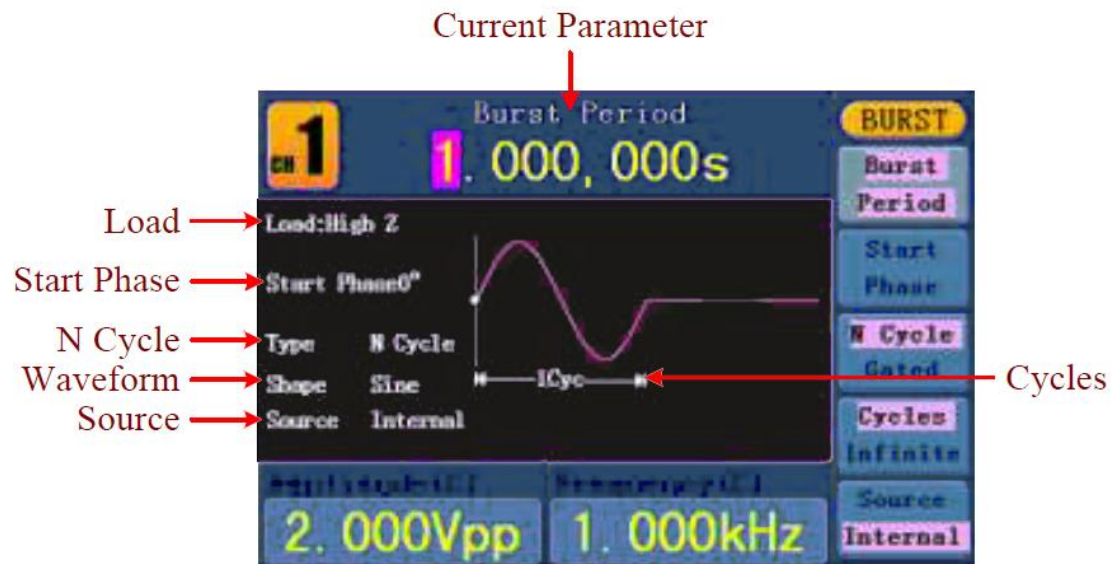 Current Parameter
CH 1
Burst Period
1.000,000s
BURST
Burst
Period
Load
Load:High Z
Start
Phase
Start Phase
Start Phase0°
N Cycle
Type N Cycle
N Cycle
Gated
Waveform
Shape Sine
1Cyc
Cycles
Source
Source Internal
Cycles
Infinite
2.000Vpp
1.000kHz
Source
Internal